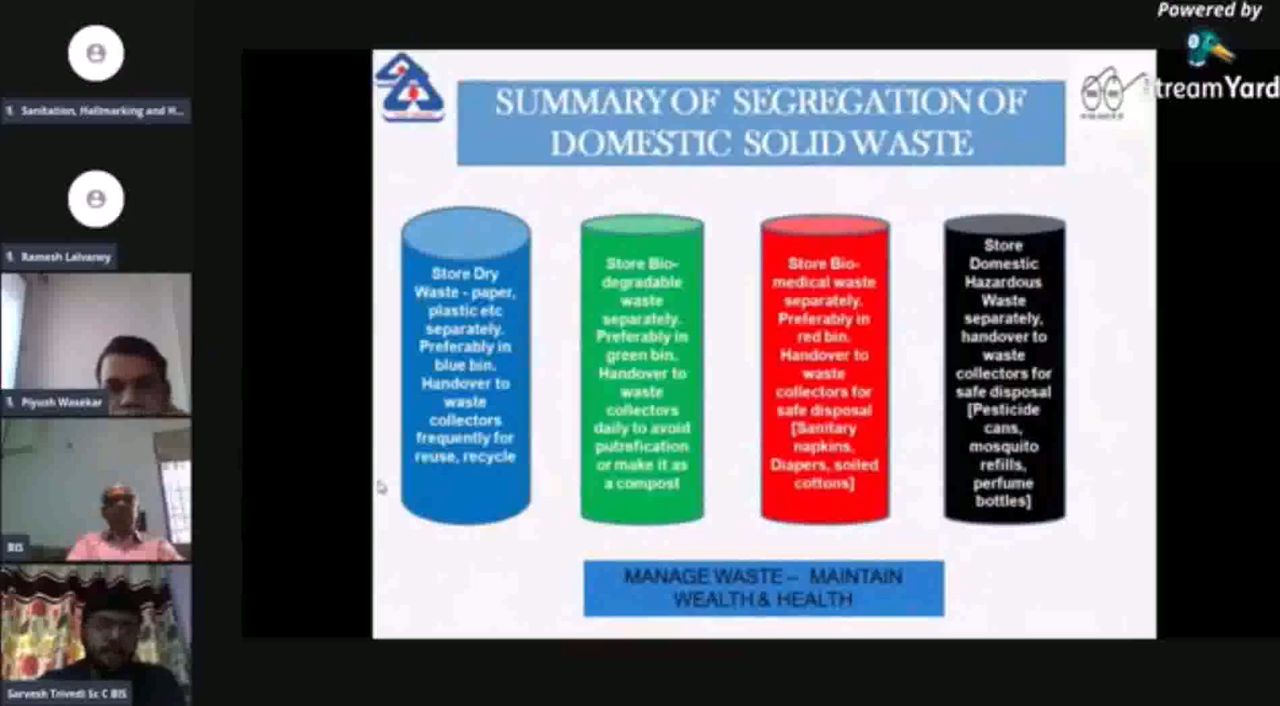 Powered by
StreamYard
Sanitation, Hallmarking and H...
Ramesh Lalvaney
Piyush Wasekar
BIS
Sarvesh Trivedi Sc C BIS
SUMMARY OF SEGREGATION OF
DOMESTIC SOLID WASTE
Store Dry
Waste - paper,
plastic etc
separately.
Preferably in
blue bin.
Handover to
waste
collectors
frequently for
reuse, recycle
Store Bio-
degradable
waste
separately.
Preferably in
green bin.
Handover to
waste
collectors
daily to avoid
putrefication
or make it as
a compost
Store Bio-
medical waste
separately.
Preferably in
red bin.
Handover to
waste
collectors for
safe disposal
[Sanitary
napkins,
Diapers, soiled
cottons]
Store
Domestic
Hazardous
Waste
separately,
handover to
waste
collectors for
safe disposal
[Pesticide
cans,
mosquito
refills,
perfume
bottles]
MANAGE WASTE – MAINTAIN
WEALTH & HEALTH